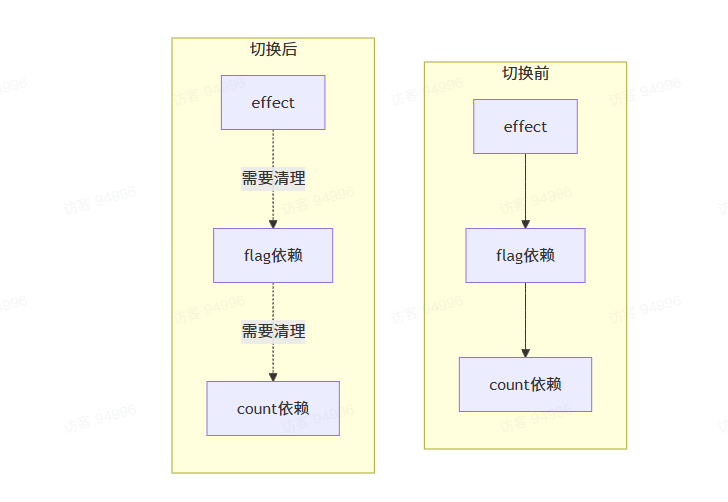 切换后
effect
需要清理
flag依赖
需要清理
count依赖
切换前
effect
flag依赖
count依赖
访客 94996